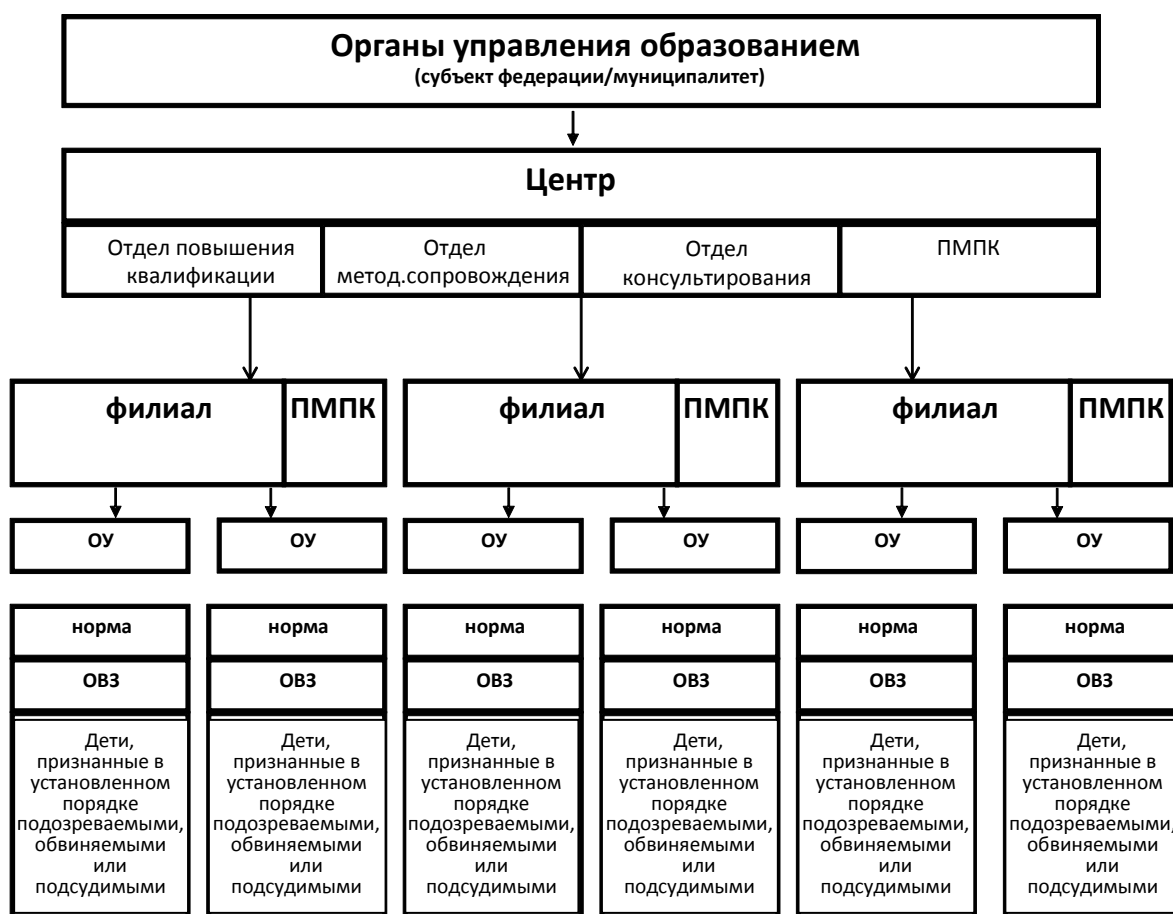 Органы управления образованием
(субъект федерации/муниципалитет)
Центр
Отдел повышения
квалификации
Отдел
метод.сопровождения
Отдел
консультирования
ПМПК
филиал
ПМПК
филиал
ПМПК
филиал
ПМПК
ОУ
ОУ
ОУ
ОУ
ОУ
ОУ
норма
норма
норма
норма
норма
норма
ОВЗ
ОВЗ
ОВЗ
ОВЗ
ОВЗ
ОВЗ
Дети,
признанные в
установленном
порядке
подозреваемыми,
обвиняемыми
или
подсудимыми
Дети,
признанные в
установленном
порядке
подозреваемыми,
обвиняемыми
или
подсудимыми
Дети,
признанные в
установленном
порядке
подозреваемыми,
обвиняемыми
или
подсудимыми
Дети,
признанные в
установленном
порядке
подозреваемыми,
обвиняемыми
или
подсудимыми
Дети,
признанные в
установленном
порядке
подозреваемыми,
обвиняемыми
или
подсудимыми
Дети,
признанные в
установленном
порядке
подозреваемыми,
обвиняемыми
или
подсудимыми